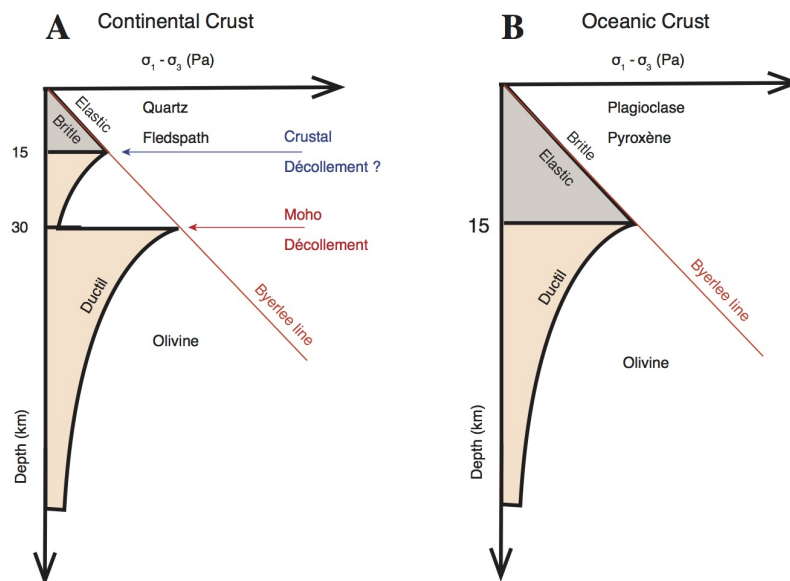 A Continental Crust
σ1 - σ3 (Pa)
Elastic
Britle
Quartz
Fledspath
15
Crustal
Décollement ?
30
Moho
Décollement
Ductil
Byerlee line
Olivine
Depth (km)
B Oceanic Crust
σ1 - σ3 (Pa)
Britle
Elastic
Plagioclase
Pyroxène
15
Ductil
Byerlee line
Olivine
Depth (km)